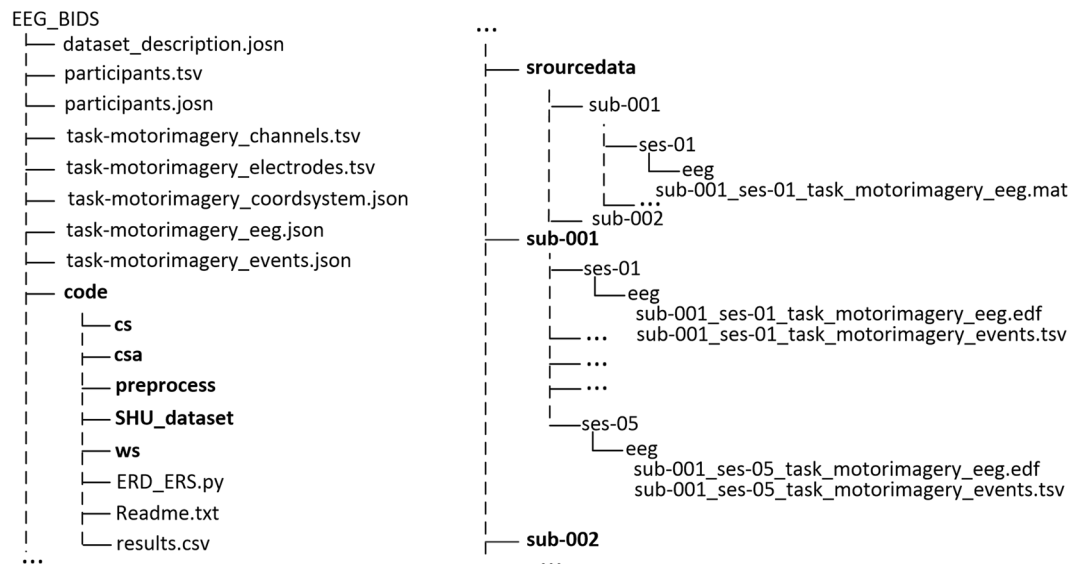 EEG_BIDS
dataset_description.josn
participants.tsv
participants.josn
task-motorimagery_channels.tsv
task-motorimagery_electrodes.tsv
task-motorimagery_coordsystem.json
task-motorimagery_eeg.json
task-motorimagery_events.json
code
cs
csa
preprocess
SHU_dataset
ws
ERD_ERS.py
Readme.txt
results.csv
...
...
srourcedata
sub-001
ses-01
eeg
sub-001_ses-01_task_motorimagery_eeg.mat
...
sub-002
sub-001
ses-01
eeg
sub-001_ses-01_task_motorimagery_eeg.edf
sub-001_ses-01_task_motorimagery_events.tsv
...
...
...
ses-05
eeg
sub-001_ses-05_task_motorimagery_eeg.edf
sub-001_ses-05_task_motorimagery_events.tsv
sub-002
...